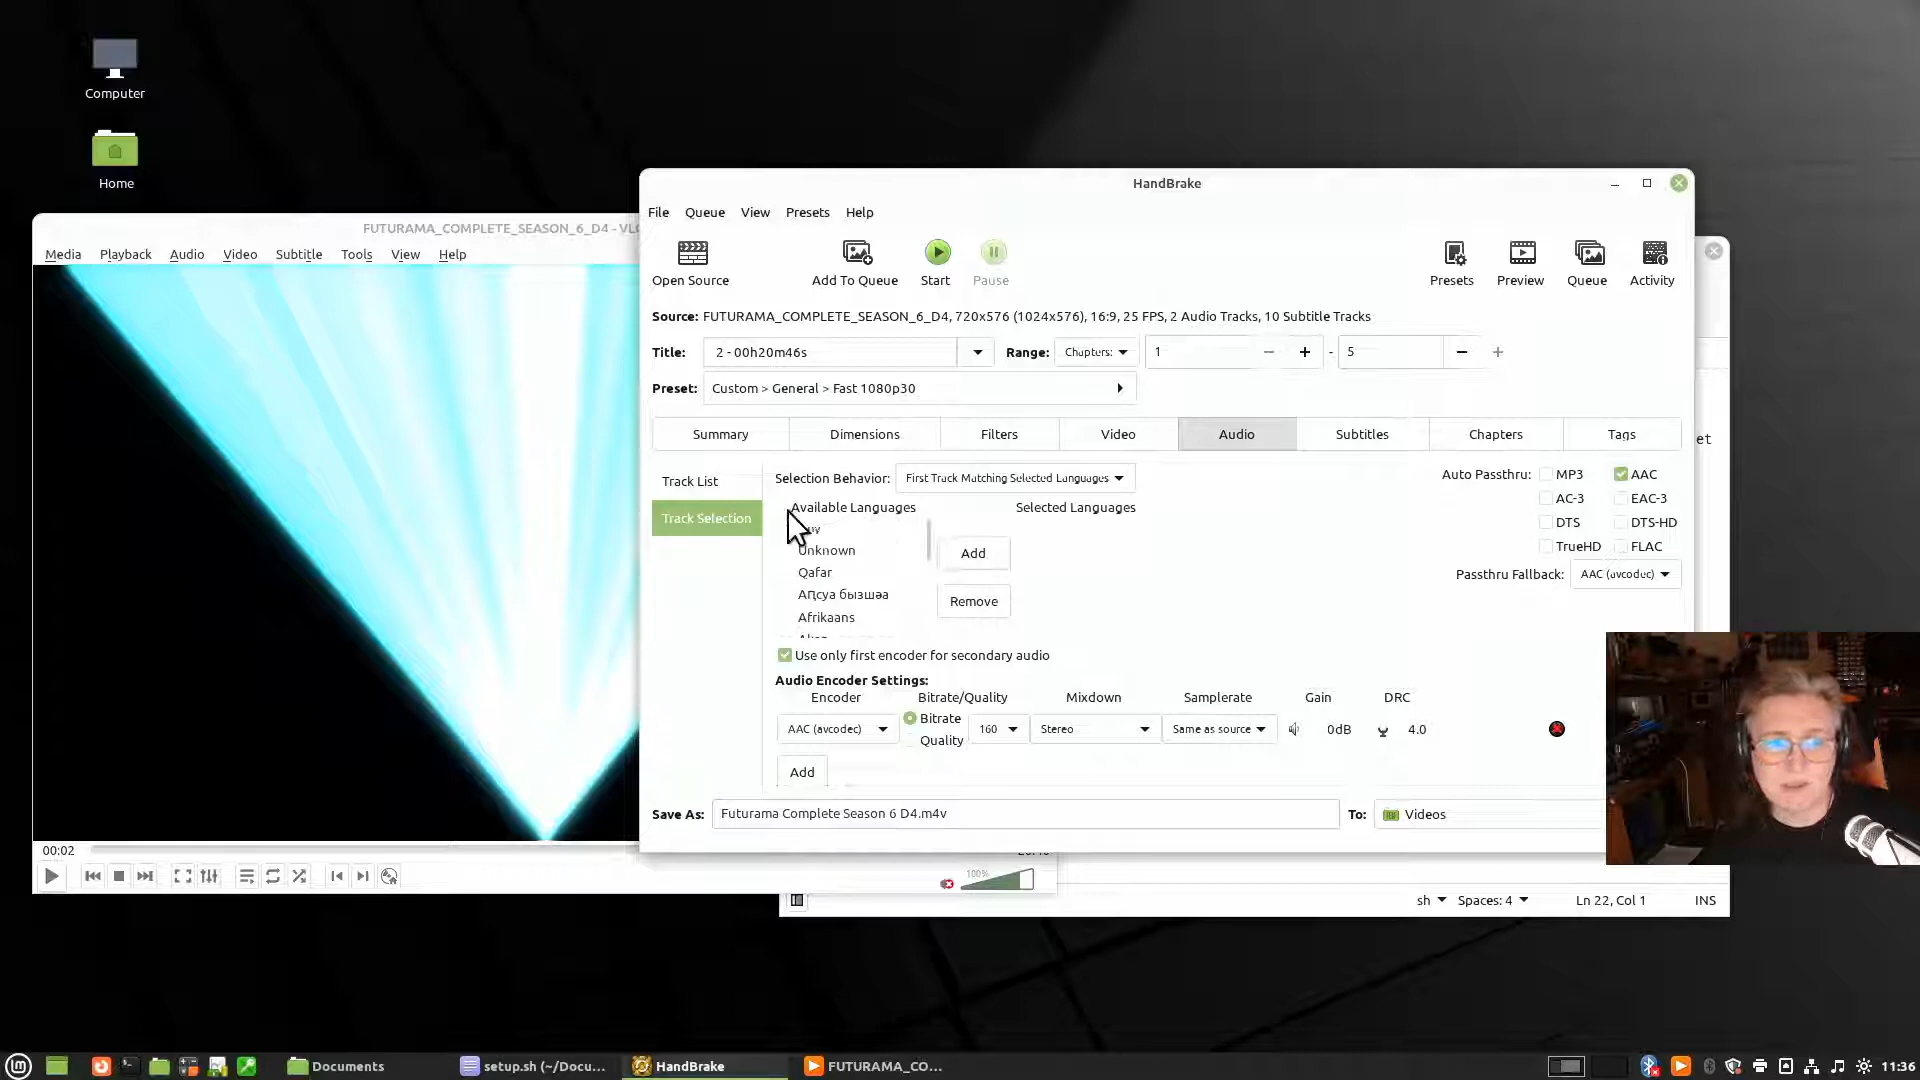 Computer
Home
FUTURAMA_COMPLETE_SEASON_6_D4 - VLC
Media Playback Audio Video Subtitle Tools View Help
00:02
100%
HandBrake
File Queue View Presets Help
Open Source Add To Queue Start Pause Presets Preview Queue Activity
Source: FUTURAMA_COMPLETE_SEASON_6_D4, 720x576 (1024x576), 16:9, 25 FPS, 2 Audio Tracks, 10 Subtitle Tracks
Title: 2 - 00h20m46s Range: Chapters: 1 - 5
Preset: Custom > General > Fast 1080p30
Summary Dimensions Filters Video Audio Subtitles Chapters Tags
Track List
Track Selection
Selection Behavior: First Track Matching Selected Languages
Available Languages Selected Languages
Unknown
Qafar
Аҧсуа бызшәа
Afrikaans
Add
Remove
Auto Passthru: MP3 AAC
AC-3 EAC-3
DTS DTS-HD
TrueHD FLAC
Passthru Fallback: AAC (avcodec)
Use only first encoder for secondary audio
Audio Encoder Settings:
Encoder Bitrate/Quality Mixdown Samplerate Gain DRC
AAC (avcodec) Bitrate Quality 160 Stereo Same as source 0dB 4.0
Add
Save As: Futurama Complete Season 6 D4.m4v To: Videos
et
sh Spaces: 4 Ln 22, Col 1 INS
Documents setup.sh (~/Docu... HandBrake FUTURAMA_CO... 11:36